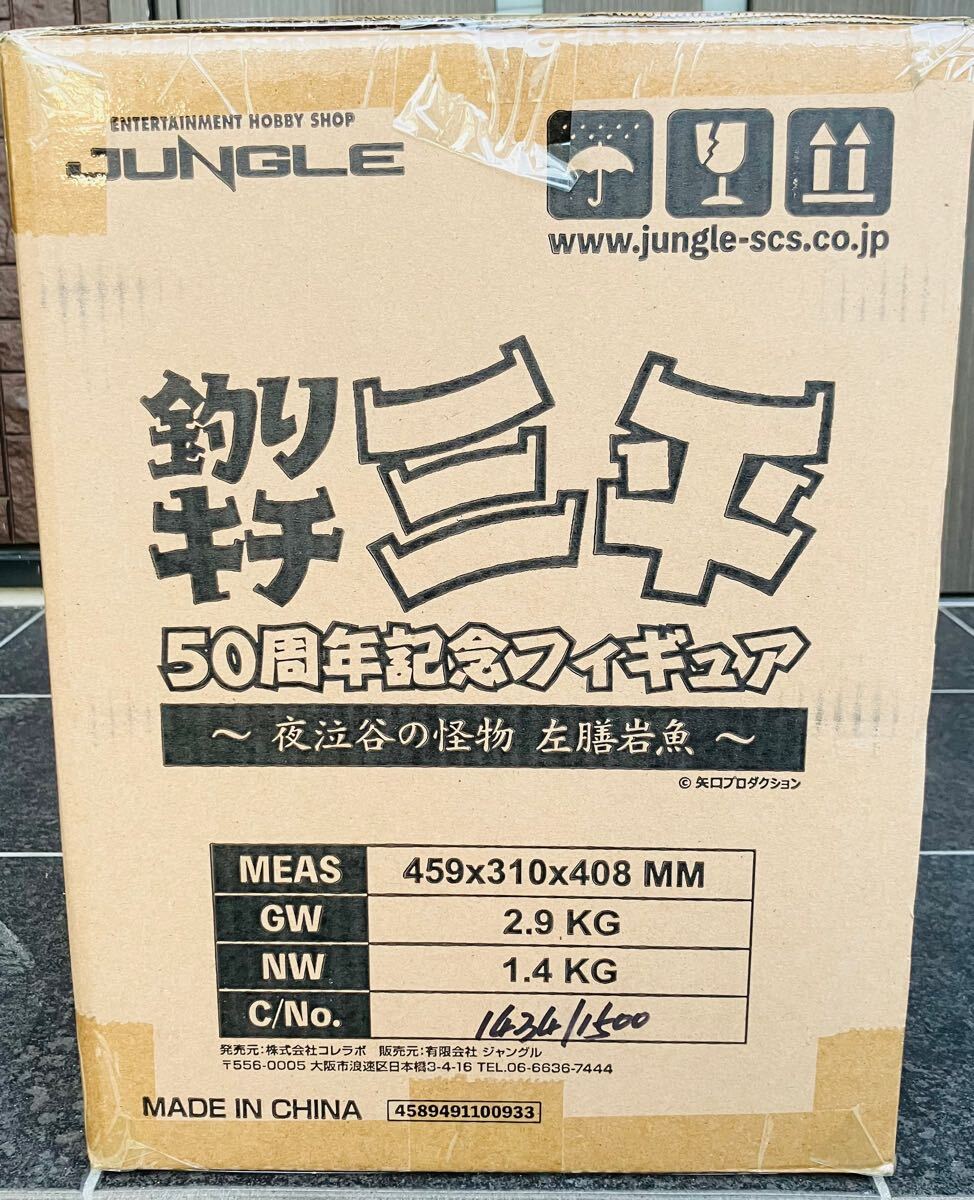 ENTERTAINMENT HOBBY SHOP
JUNGLE
www.jungle-scs.co.jp
釣り
キチ
三平
50周年記念フィギュア
～ 夜泣谷の怪物 左膳岩魚 ～
© 矢口プロダクション
MEAS 459x310x408 MM
GW 2.9 KG
NW 1.4 KG
C/No. 1434/1500
発売元:株式会社コレラボ 販売元:有限会社 ジャングル
〒556-0005 大阪市浪速区日本橋3-4-16 TEL.06-6636-7444
MADE IN CHINA 4589491100933